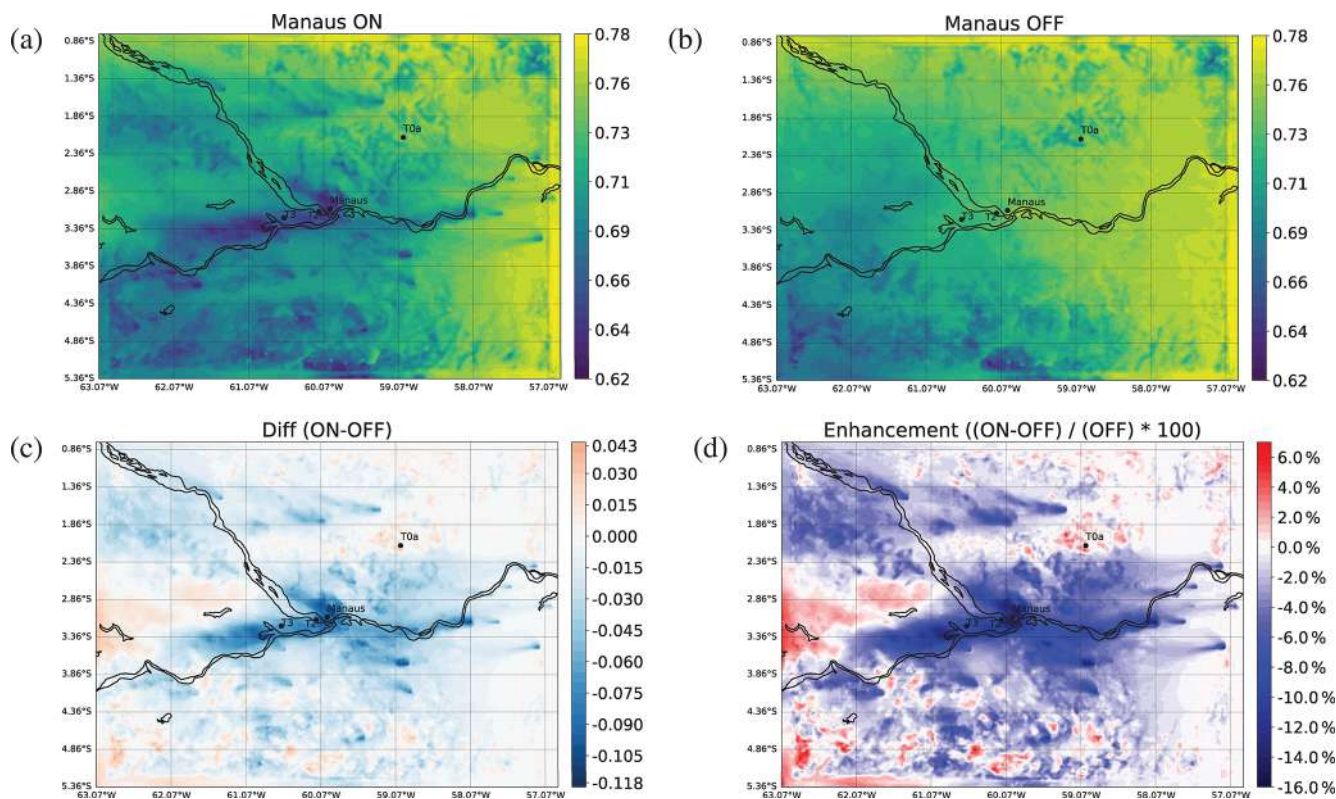 (a)
Manaus ON
0.86°S
1.36°S
1.86°S
2.36°S
2.86°S
3.36°S
3.86°S
4.36°S
4.86°S
5.36°S
63.07°W 62.07°W 61.07°W 60.07°W 59.07°W 58.07°W 57.07°W
T0a
Manaus
T3
0.78
0.76
0.73
0.71
0.69
0.66
0.64
0.62
(b)
Manaus OFF
0.86°S
1.36°S
1.86°S
2.36°S
2.86°S
3.36°S
3.86°S
4.36°S
4.86°S
5.36°S
63.07°W 62.07°W 61.07°W 60.07°W 59.07°W 58.07°W 57.07°W
T0a
Manaus
T3 T2
0.78
0.76
0.73
0.71
0.69
0.66
0.64
0.62
(c)
Diff (ON-OFF)
0.86°S
1.36°S
1.86°S
2.36°S
2.86°S
3.36°S
3.86°S
4.36°S
4.86°S
5.36°S
63.07°W 62.07°W 61.07°W 60.07°W 59.07°W 58.07°W 57.07°W
T0a
Manaus
T3
0.043
0.015
0.000
-0.015
-0.030
-0.045
-0.060
-0.075
-0.090
-0.105
-0.118
(d)
Enhancement ((ON-OFF) / (OFF) * 100)
0.86°S
1.36°S
1.86°S
2.36°S
2.86°S
3.36°S
3.86°S
4.36°S
4.86°S
5.36°S
63.07°W 62.07°W 61.07°W 60.07°W 59.07°W 58.07°W 57.07°W
T0a
Manaus
T3
6.0 %
4.0 %
2.0 %
0.0 %
-2.0 %
-4.0 %
-6.0 %
-8.0 %
-10.0 %
-12.0 %
-14.0 %
-16.0 %